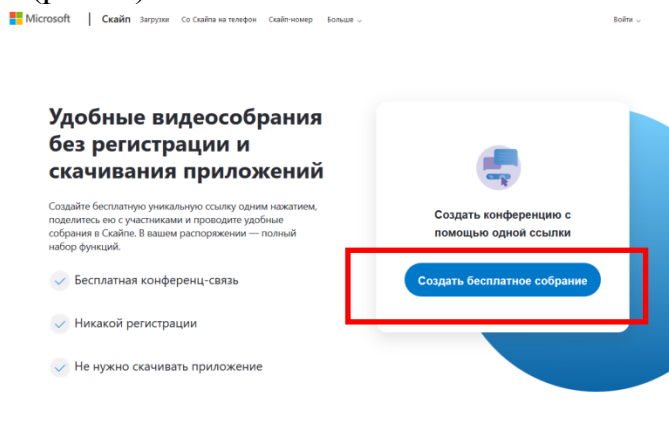 Microsoft | Скайп Загрузки Со Скайпа на телефон Скайп-номер Больше Войти
Удобные видеособрания
без регистрации и
скачивания приложений
Создайте бесплатную уникальную ссылку одним нажатием,
поделитесь ею с участниками и проводите удобные
собрания в Скайпе. В вашем распоряжении — полный
набор функций.
Бесплатная конференц-связь
Никакой регистрации
Не нужно скачивать приложение
Создать конференцию с
помощью одной ссылки
Создать бесплатное собрание